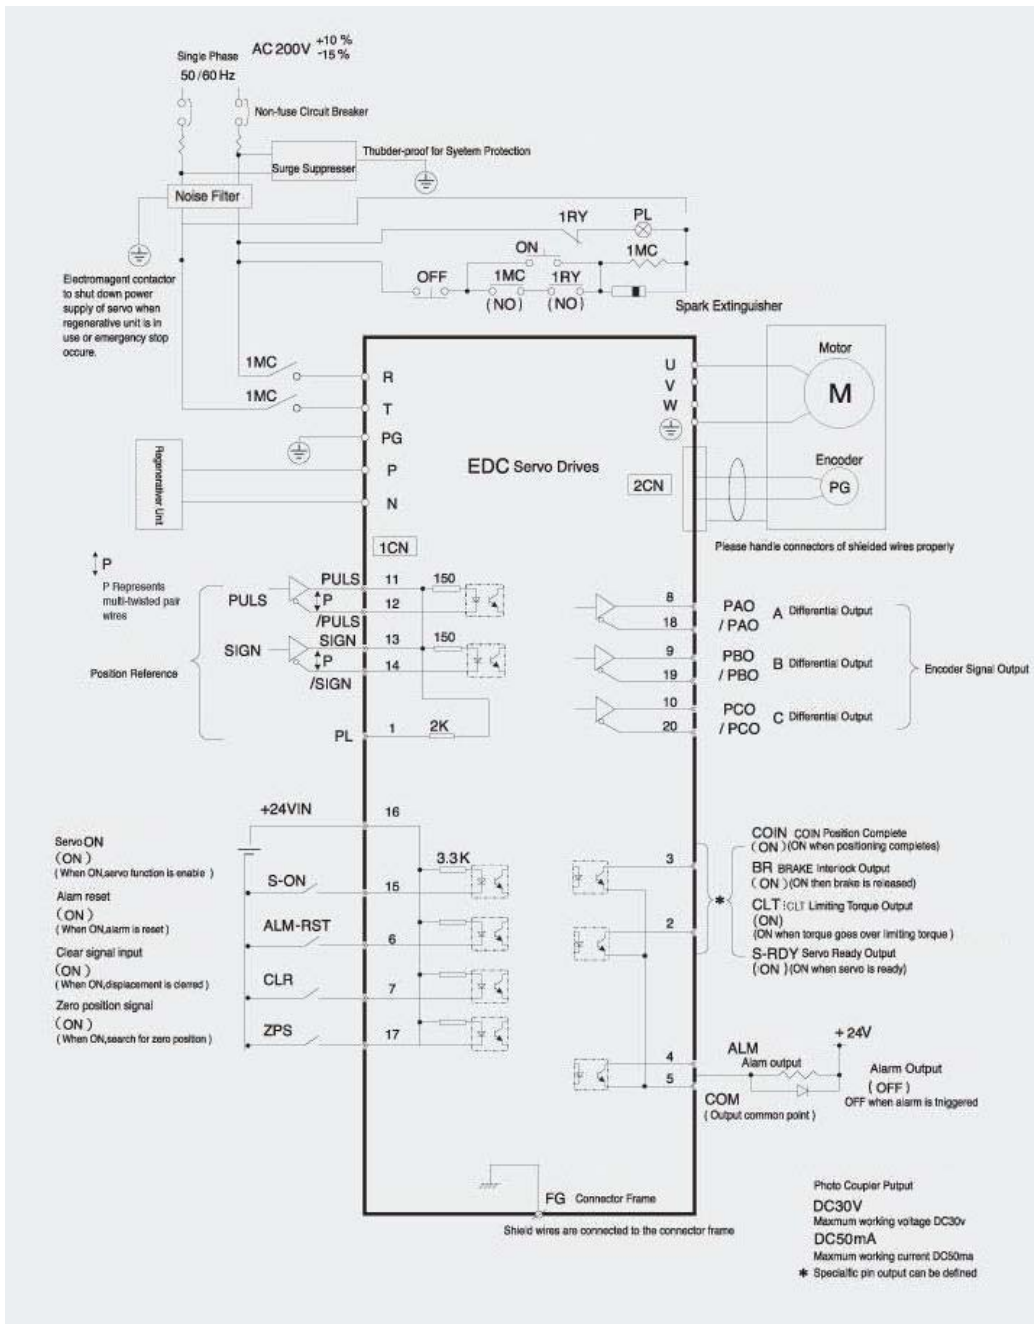 Single Phase
AC 200V +10 % -15 %
50/60 Hz
Non-fuse Circuit Breaker
Thubder-proof for Syetem Protection
Surge Suppresser
Noise Filter
1RY
PL
ON
1MC
OFF
1MC
1RY
(NO)
(NO)
Spark Extinguisher
Electromagent contactor
to shut down power
supply of servo when
regenerative unit is in
use or emergency stop
occure.
1MC
R
1MC
T
PG
P
N
Regenerativer Unit
EDC Servo Drives
U
V
W
Motor
M
Encoder
PG
2CN
Please handle connectors of shielded wires properly
1CN
P
P Represents
multi-twisted pair
wires
Position Reference
PULS
PULS
11
150
P
12
/PULS
SIGN
SIGN
13
150
P
14
/SIGN
PL
1
2K
8
PAO
18
/ PAO
A Differential Output
9
PBO
19
/ PBO
B Differential Output
10
PCO
20
/ PCO
C Differential Output
Encoder Signal Output
+24VIN
16
Servo ON
(ON)
(When ON,servo function is enable)
S-ON
15
3.3K
Alam reset
(ON)
(When ON,alarm is reset)
ALM-RST
6
Clear signal input
(ON)
(When ON,displacement is clerred)
CLR
7
Zero position signal
(ON)
(When ON,search for zero position)
ZPS
17
3
2
*
COIN COIN Position Complete
(ON) (ON when positioning completes)
BR BRAKE Interlock Output
(ON) (ON then brake is released)
CLT :CLT Limiting Torque Output
(ON)
(ON when torque goes over limiting torque)
S-RDY Servo Ready Output
(ON) (ON when servo is ready)
+ 24V
4
ALM
Alam output
5
COM
(Output common point)
Alarm Output
(OFF)
OFF when alarm is tniggered
FG Connector Frame
Shield wires are connected to the connector frame
Photo Coupler Putput
DC30V
Maxmum working voltage DC30v
DC50mA
Maxmum working current DC50ma
* Specialtic pin output can be defined